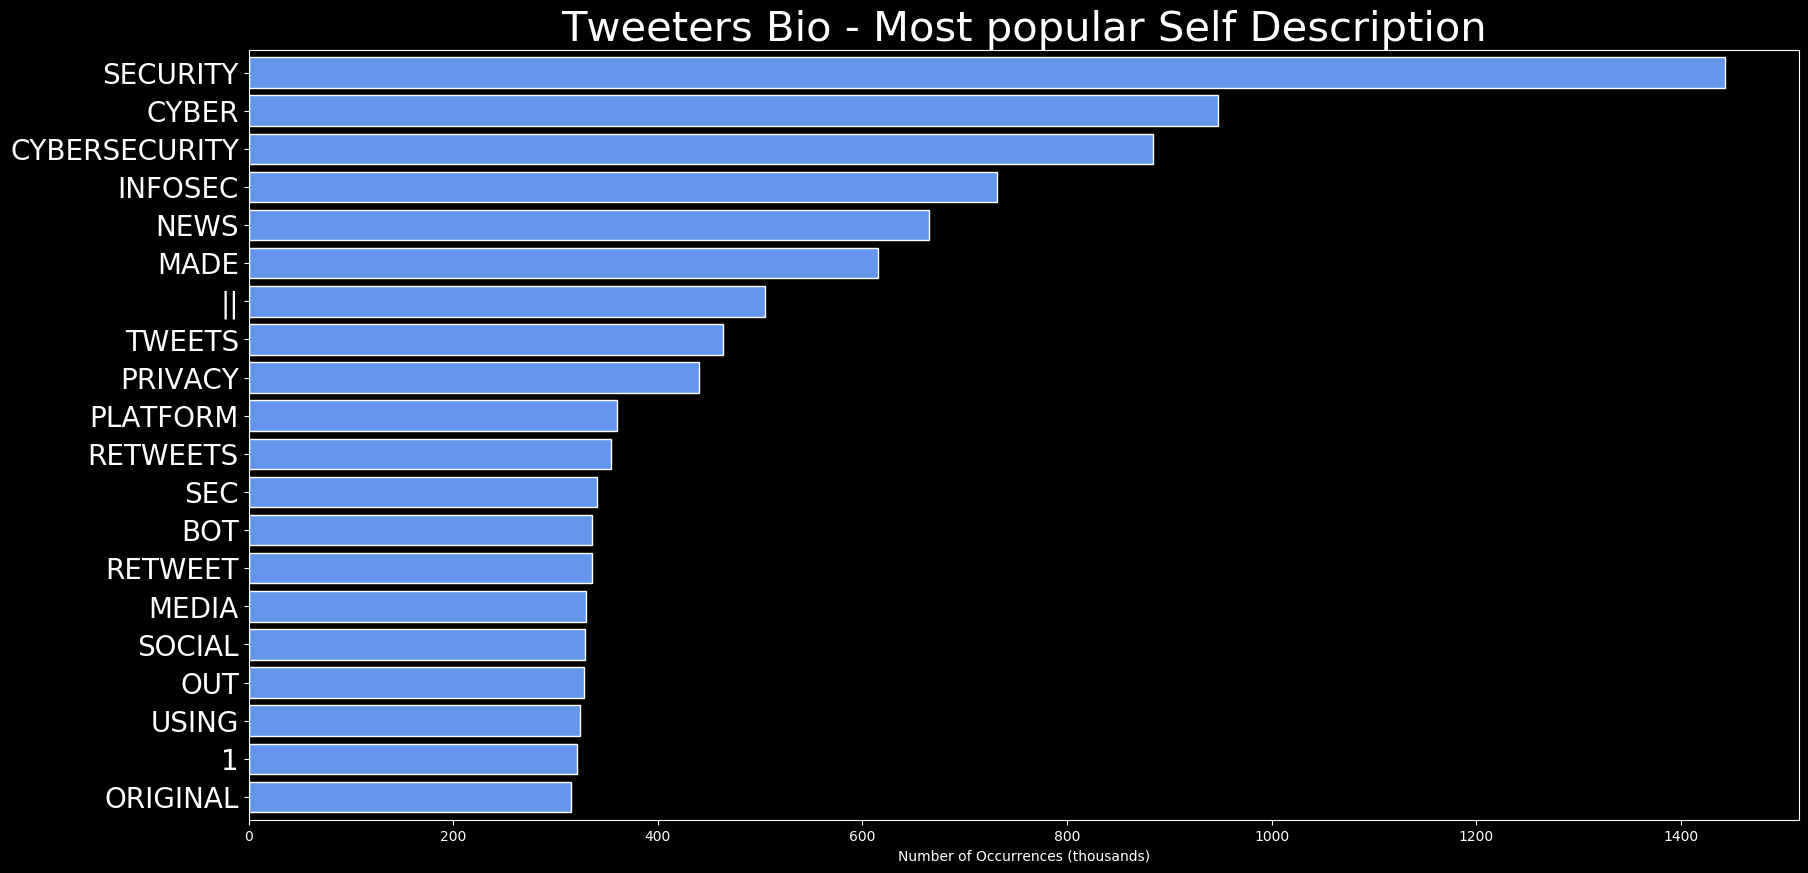 Tweeters Bio - Most popular Self Description
SECURITY
CYBER
CYBERSECURITY
INFOSEC
NEWS
MADE
||
TWEETS
PRIVACY
PLATFORM
RETWEETS
SEC
BOT
RETWEET
MEDIA
SOCIAL
OUT
USING
1
ORIGINAL
0 200 400 600 800 1000 1200 1400
Number of Occurrences (thousands)